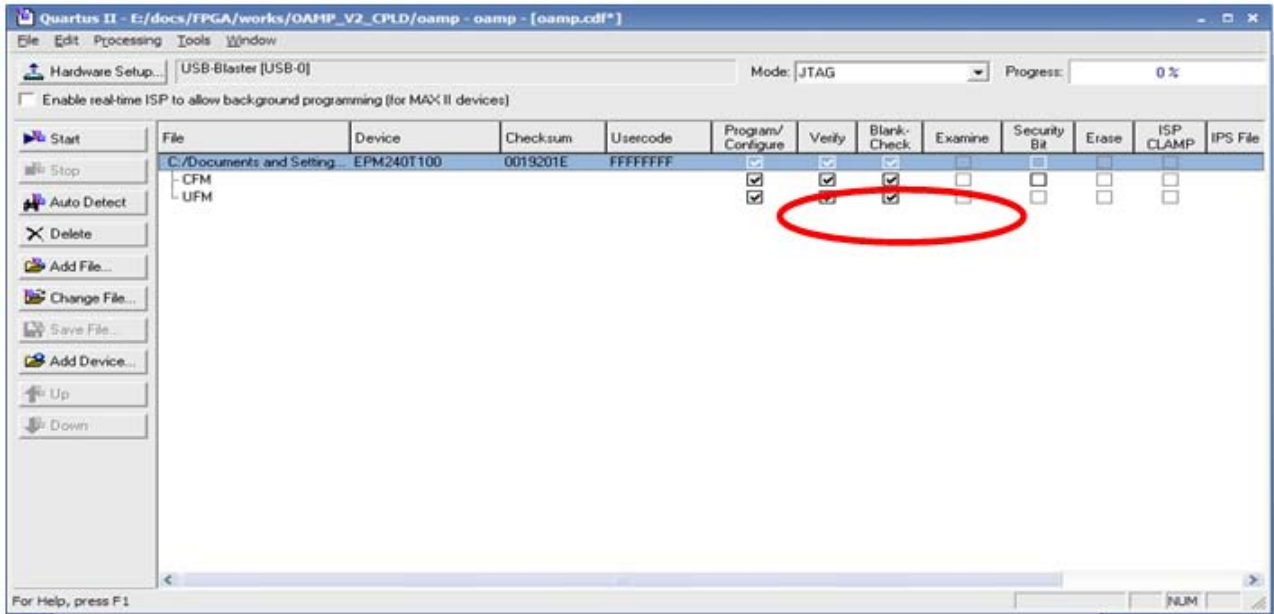 Quartus II - E:/docs/FPGA/works/OAMP_V2_CPLD/oamp - oamp - [oamp.cdf*]
File Edit Processing Tools Window
Hardware Setup... USB-Blaster [USB-0] Mode: JTAG Progress: 0 %
Enable real-time ISP to allow background programming (for MAX II devices)
Start
Stop
Auto Detect
Delete
Add File...
Change File...
Save File...
Add Device...
Up
Down
File Device Checksum Usercode Program/ Configure Verify Blank- Check Examine Security Bit Erase ISP CLAMP IPS File
C:/Documents and Setting... EPM240T100 0019201E FFFFFFFF
CFM
UFM
For Help, press F1 NUM